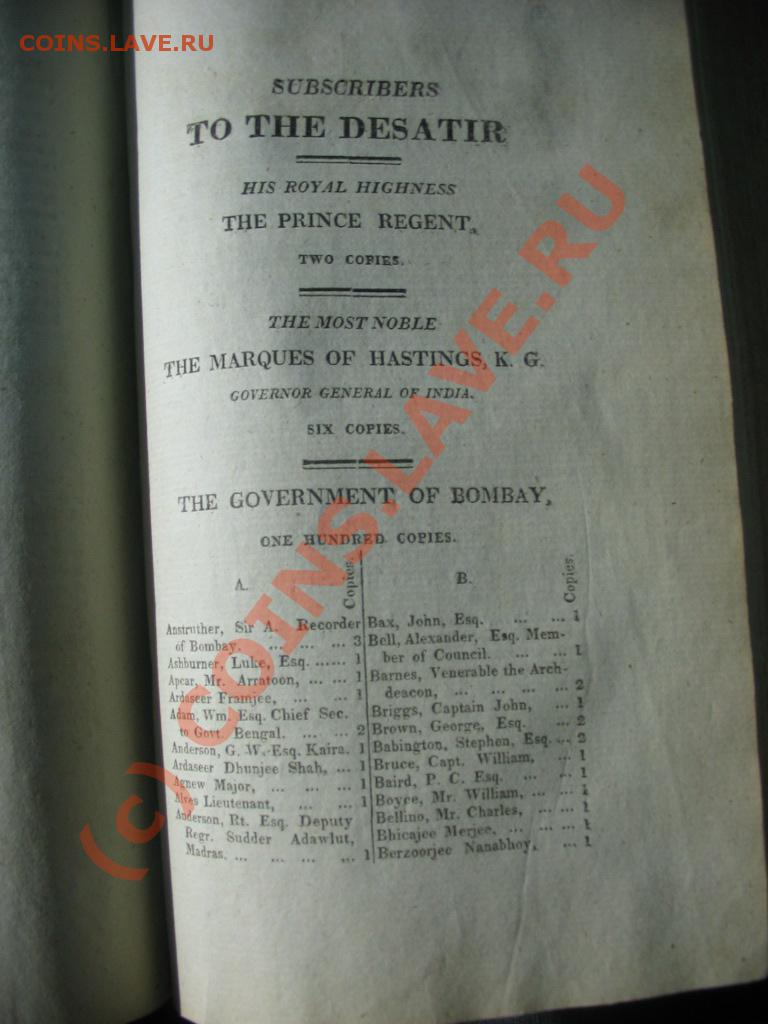 COINS.LAVE.RU
SUBSCRIBERS
TO THE DESATIR
HIS ROYAL HIGHNESS
THE PRINCE REGENT,
TWO COPIES.
THE MOST NOBLE
THE MARQUES OF HASTINGS, K. G.
GOVERNOR GENERAL OF INDIA.
SIX COPIES.
THE GOVERNMENT OF BOMBAY,
ONE HUNDRED COPIES.
A.
Copies.
Anstruther, Sir A. Recorder
of Bombay. ... ... ... 3
Ashburner, Luke, Esq. ...... 1
Apcar, Mr. Arratoon, ... ... 1
Ardaseer Framjee, ... ... 1
Adam, Wm. Esq. Chief Sec.
to Govt. Bengal. ... ... 2
Anderson, G. W. Esq. Kaira. 1
Ardaseer Dhunjee Shah, ... 1
Agnew Major, ... ... ... 1
Alves Lieutenant, ... ... 1
Anderson, Rt. Esq. Deputy
Regr. Sudder Adawlut,
Madras. ... ... ... ... 1
B.
Copies.
Bax, John, Esq. ... ... ... 1
Bell, Alexander, Esq. Mem-
ber of Council. ... ... ... 1
Barnes, Venerable the Arch-
deacon, ... ... ... ... 2
Briggs, Captain John, ... 1
Brown, George, Esq. ... 2
Babington, Stephen, Esq. ... 2
Bruce, Capt. William, ... 1
Baird, P. C. Esq. ... ... 1
Boyce, Mr. William, ... ... 1
Bellino, Mr. Charles, ... ... 1
Bhicajee Merjee, ... ... ... 1
Berzoorjee Nanabhoy, ... 1
(c) COINS.LAVE.RU